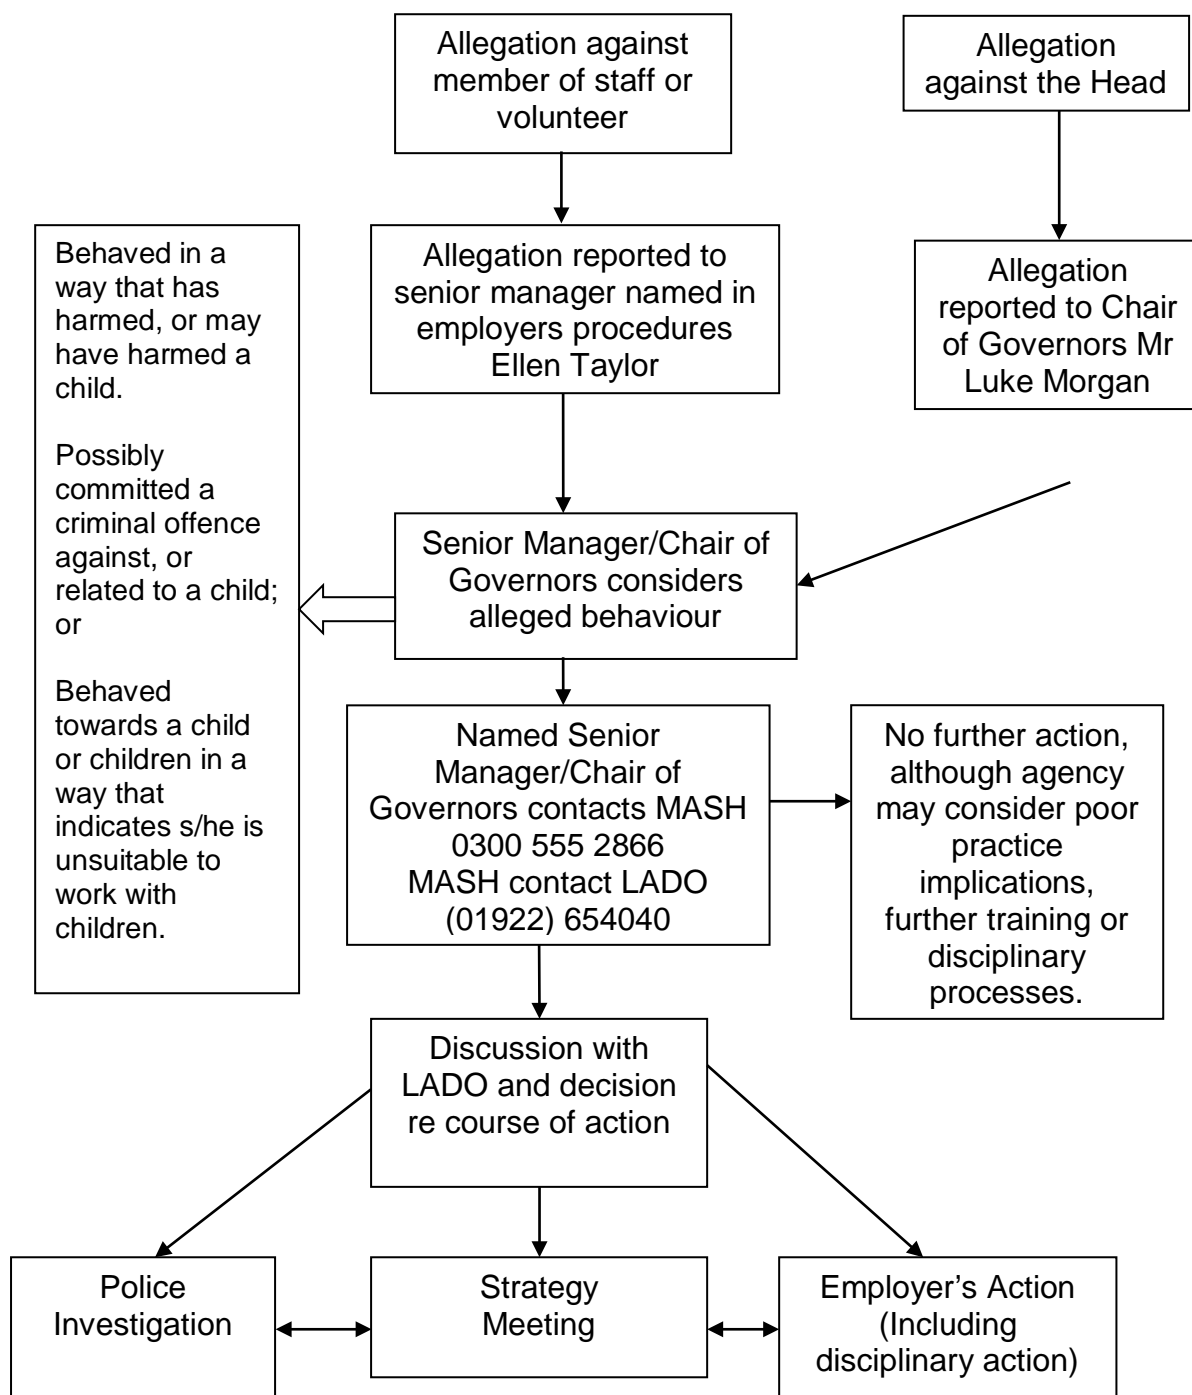 Allegation against
member of staff or
volunteer
Allegation
against the Head
Behaved in a
way that has
harmed, or may
have harmed a
child.
Possibly
committed a
criminal offence
against, or
related to a child;
or
Behaved
towards a child
or children in a
way that
indicates s/he is
unsuitable to
work with
children.
Allegation reported to
senior manager named in
employers procedures
Ellen Taylor
Allegation
reported to Chair
of Governors Mr
Luke Morgan
Senior Manager/Chair of
Governors considers
alleged behaviour
Named Senior
Manager/Chair of
Governors contacts MASH
0300 555 2866
MASH contact LADO
(01922) 654040
No further action,
although agency
may consider poor
practice
implications,
further training or
disciplinary
processes.
Discussion with
LADO and decision
re course of action
Police
Investigation
Strategy
Meeting
Employer’s Action
(Including
disciplinary action)